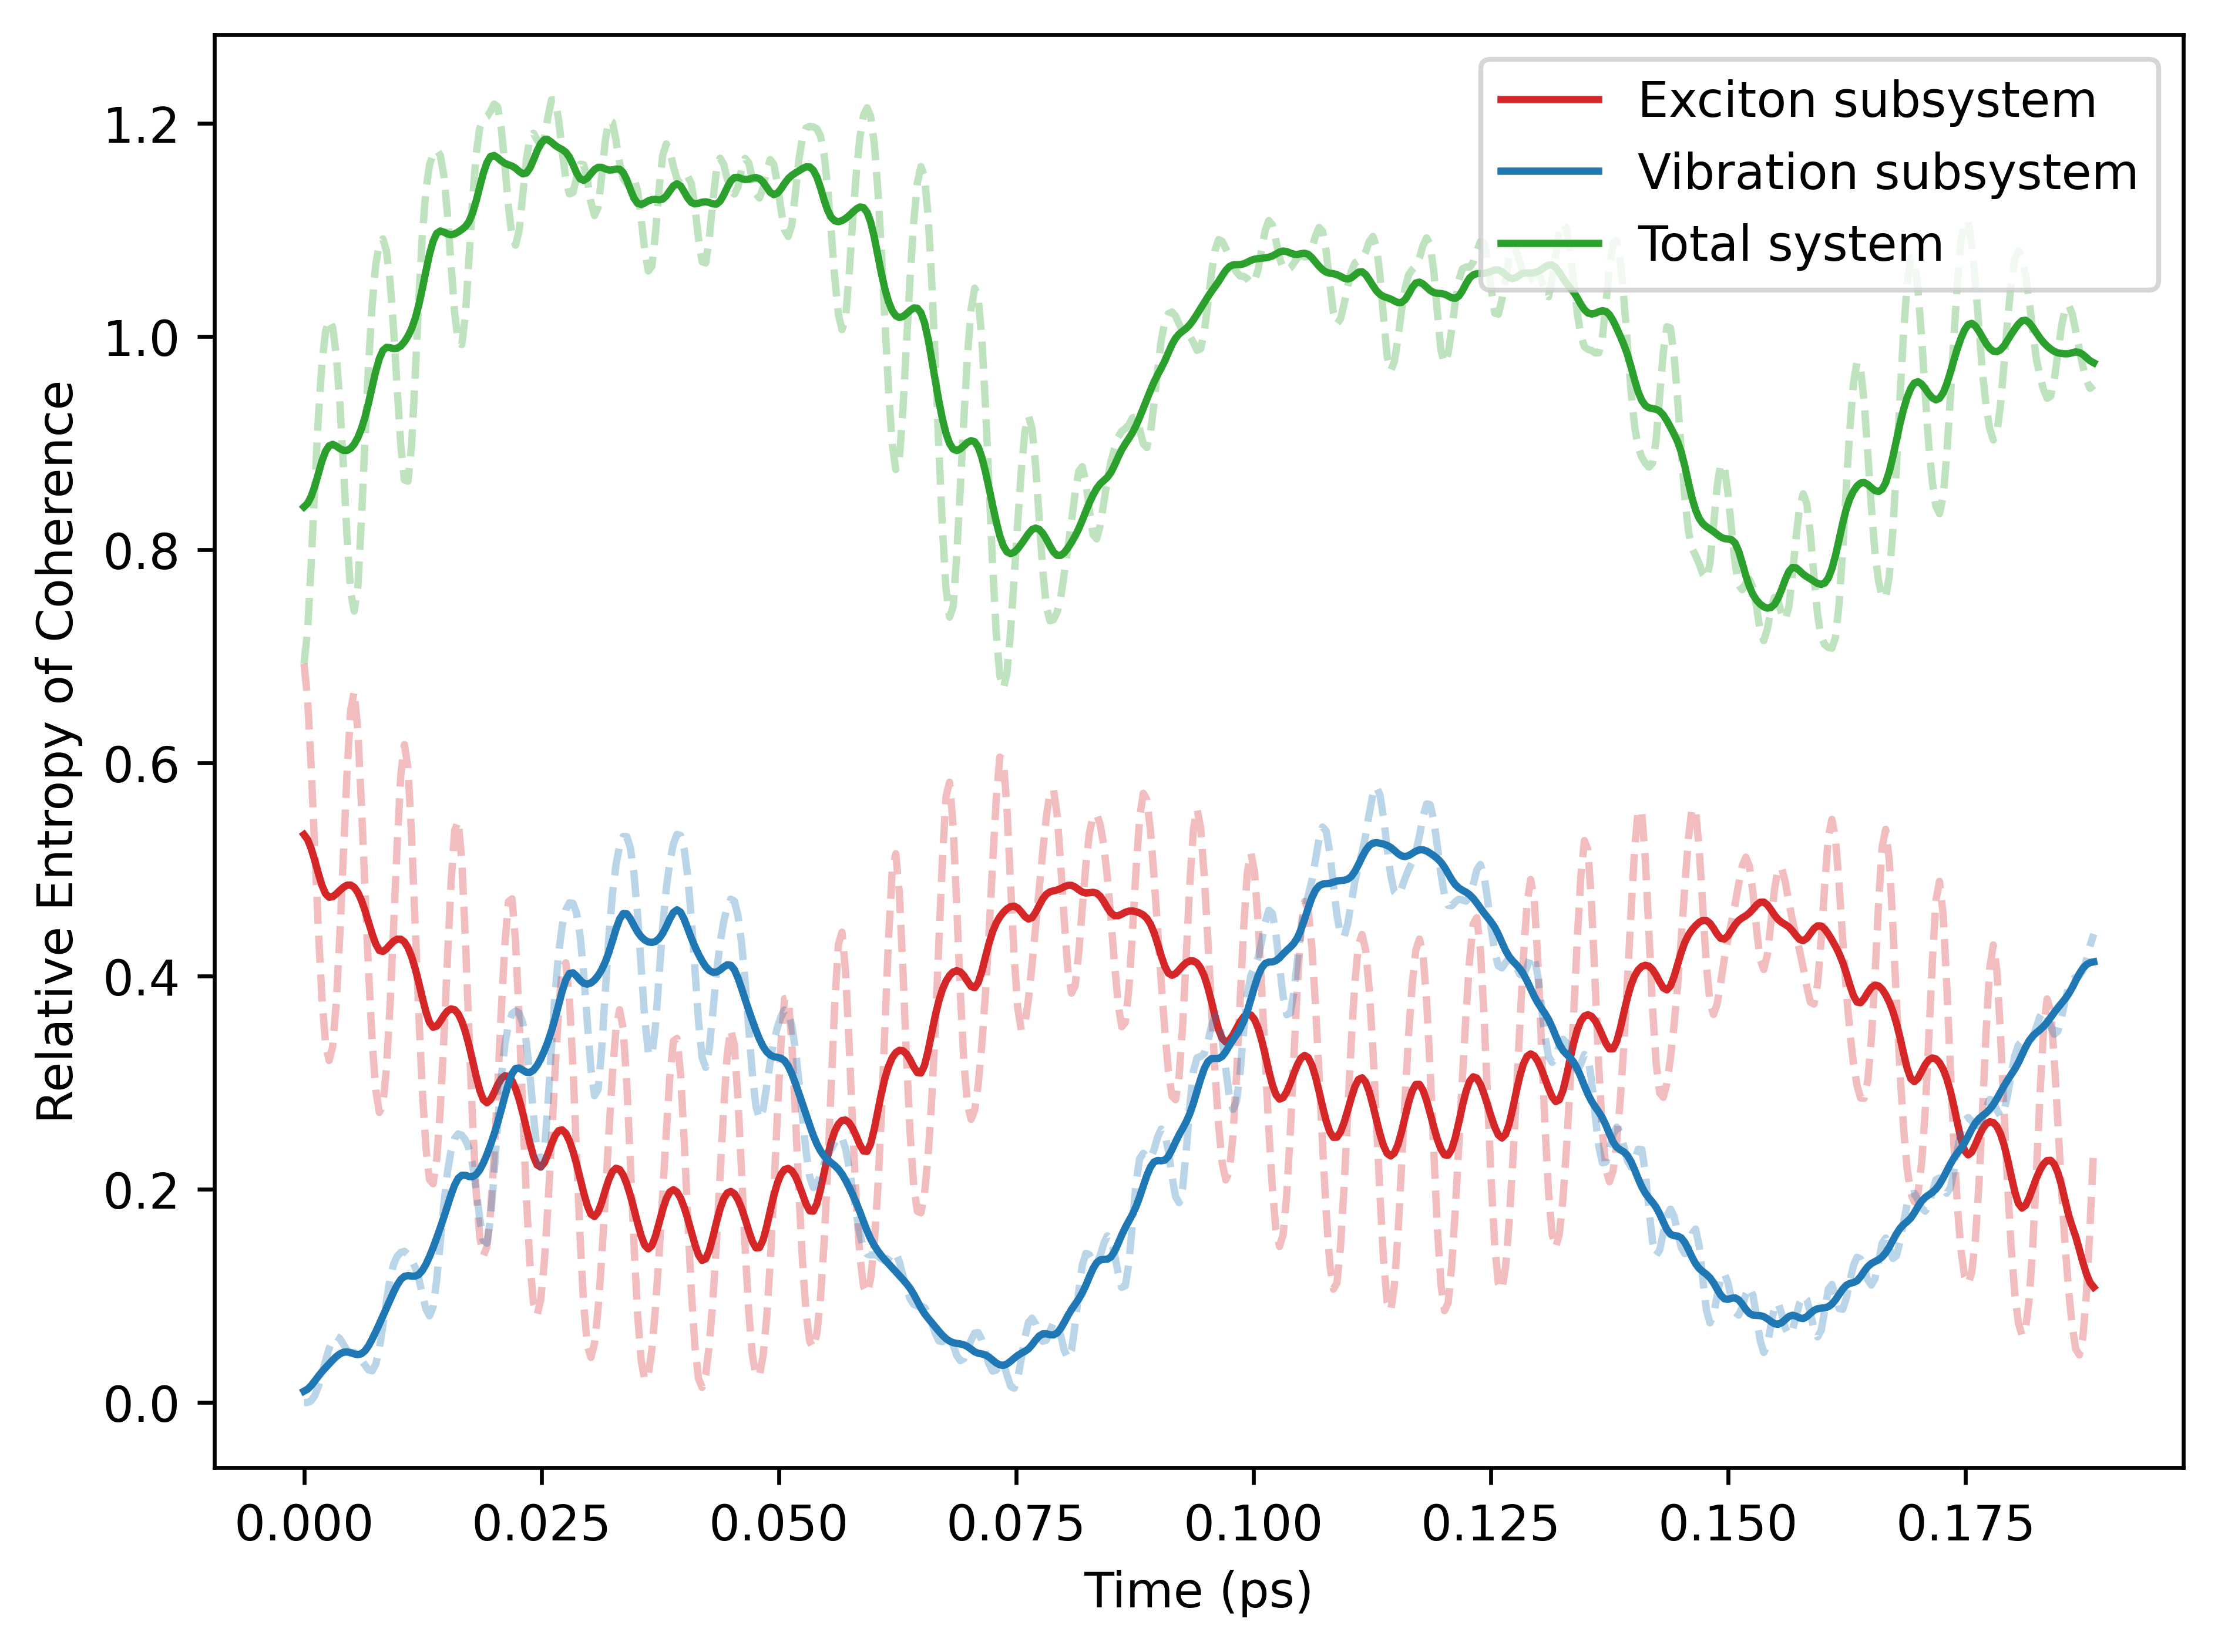 Exciton subsystem
Vibration subsystem
Total system
Relative Entropy of Coherence
1.2
1.0
0.8
0.6
0.4
0.2
0.0
0.000 0.025 0.050 0.075 0.100 0.125 0.150 0.175
Time (ps)